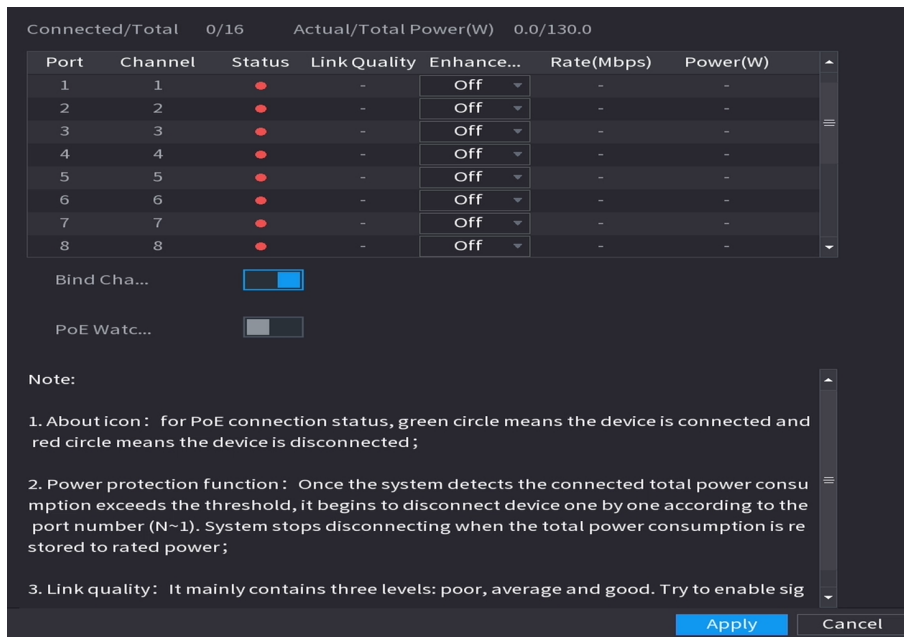 Connected/Total 0/16 Actual/Total Power(W) 0.0/130.0
Port Channel Status Link Quality Enhance... Rate(Mbps) Power(W)
1 1 - Off - -
2 2 - Off - -
3 3 - Off - -
4 4 - Off - -
5 5 - Off - -
6 6 - Off - -
7 7 - Off - -
8 8 - Off - -
Bind Cha...
PoE Watc...
Note:
1. About icon：for PoE connection status, green circle means the device is connected and
red circle means the device is disconnected；
2. Power protection function：Once the system detects the connected total power consu
mption exceeds the threshold, it begins to disconnect device one by one according to the
port number (N~1). System stops disconnecting when the total power consumption is re
stored to rated power；
3. Link quality：It mainly contains three levels: poor, average and good. Try to enable sig
Apply Cancel